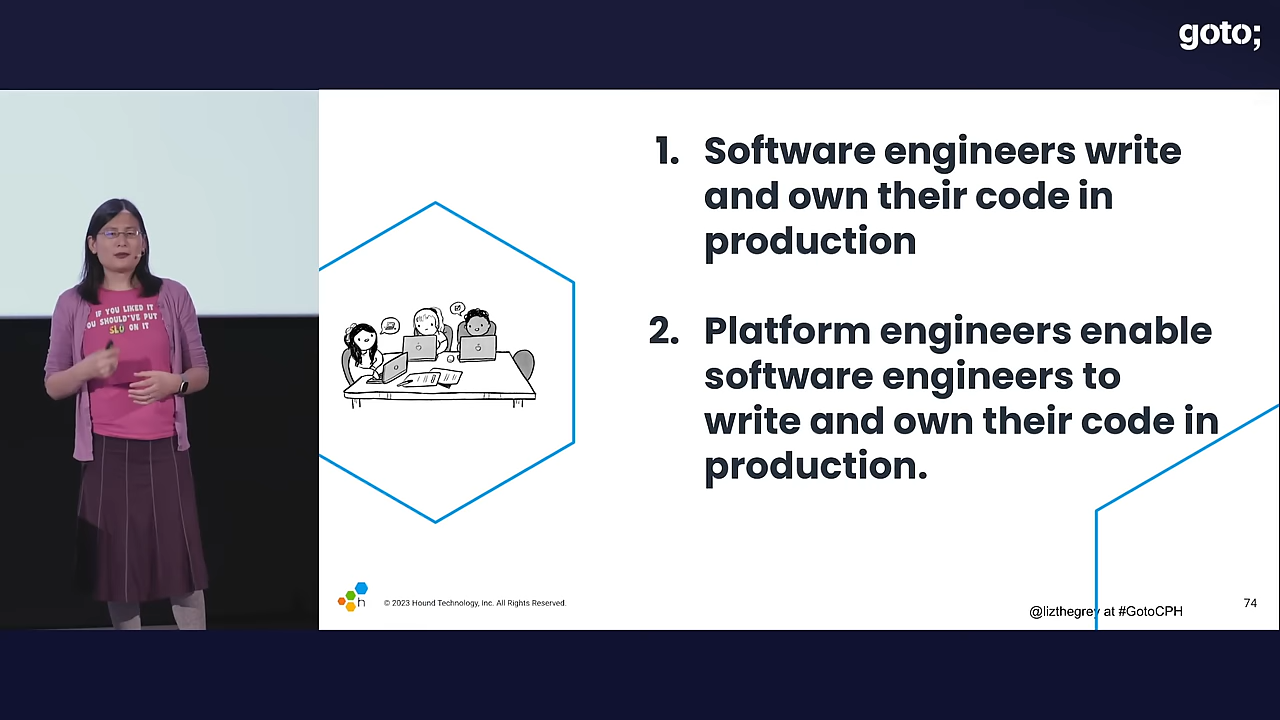 goto;
IF YOU LIKED IT
OU SHOULD'VE PUT
SLO ON IT
1. Software engineers write
and own their code in
production
2. Platform engineers enable
software engineers to
write and own their code in
production.
h
© 2023 Hound Technology, Inc. All Rights Reserved.
@lizthegrey at #GotoCPH
74